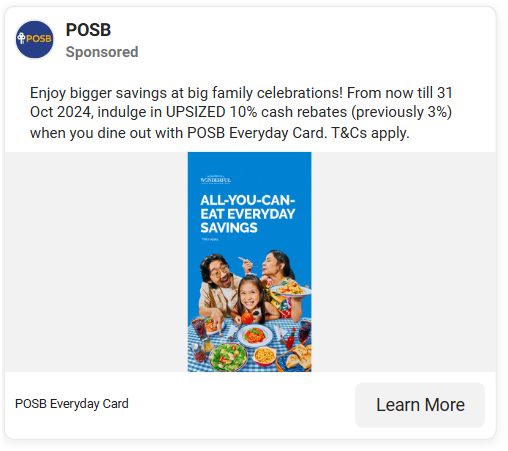 POSB
POSB
Sponsored
Enjoy bigger savings at big family celebrations! From now till 31
Oct 2024, indulge in UPSIZED 10% cash rebates (previously 3%)
when you dine out with POSB Everyday Card. T&Cs apply.
WONDERFUL
ALL-YOU-CAN-
EAT EVERYDAY
SAVINGS
POSB Everyday Card
Learn More